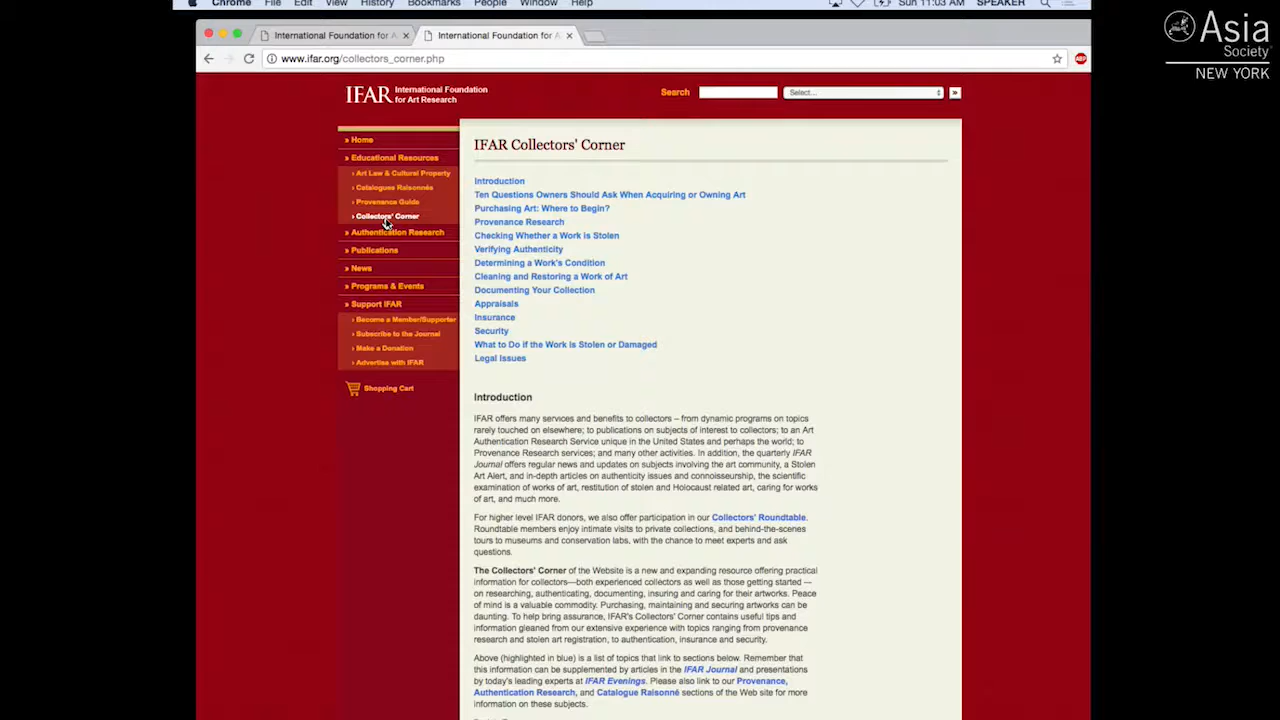 Chrome File Edit View History Bookmarks People Window Help Sun 11:03 AM SPEAKER
Asia
Society
NEW YORK
International Foundation for A
International Foundation for A
www.ifar.org/collectors_corner.php
ABP
IFAR International Foundation
for Art Research
Search
Select...
»
» Home
» Educational Resources
› Art Law & Cultural Property
› Catalogues Raisonnés
› Provenance Guide
› Collectors' Corner
» Authentication Research
» Publications
» News
» Programs & Events
» Support IFAR
› Become a Member/Supporter
› Subscribe to the Journal
› Make a Donation
› Advertise with IFAR
Shopping Cart
IFAR Collectors' Corner
Introduction
Ten Questions Owners Should Ask When Acquiring or Owning Art
Purchasing Art: Where to Begin?
Provenance Research
Checking Whether a Work is Stolen
Verifying Authenticity
Determining a Work's Condition
Cleaning and Restoring a Work of Art
Documenting Your Collection
Appraisals
Insurance
Security
What to Do if the Work is Stolen or Damaged
Legal Issues
Introduction
IFAR offers many services and benefits to collectors – from dynamic programs on topics
rarely touched on elsewhere; to publications on subjects of interest to collectors; to an Art
Authentication Research Service unique in the United States and perhaps the world; to
Provenance Research services; and many other activities. In addition, the quarterly IFAR
Journal offers regular news and updates on subjects involving the art community, a Stolen
Art Alert, and in-depth articles on authenticity issues and connoisseurship, the scientific
examination of works of art, restitution of stolen and Holocaust related art, caring for works
of art, and much more.
For higher level IFAR donors, we also offer participation in our Collectors' Roundtable.
Roundtable members enjoy intimate visits to private collections, and behind-the-scenes
tours to museums and conservation labs, with the chance to meet experts and ask
questions.
The Collectors' Corner of the Website is a new and expanding resource offering practical
information for collectors—both experienced collectors as well as those getting started —
on researching, authenticating, documenting, insuring and caring for their artworks. Peace
of mind is a valuable commodity. Purchasing, maintaining and securing artworks can be
daunting. To help bring assurance, IFAR's Collectors' Corner contains useful tips and
information gleaned from our extensive experience with topics ranging from provenance
research and stolen art registration, to authentication, insurance and security.
Above (highlighted in blue) is a list of topics that link to sections below. Remember that
this information can be supplemented by articles in the IFAR Journal and presentations
by today's leading experts at IFAR Evenings. Please also link to our Provenance,
Authentication Research, and Catalogue Raisonné sections of the Web site for more
information on these subjects.